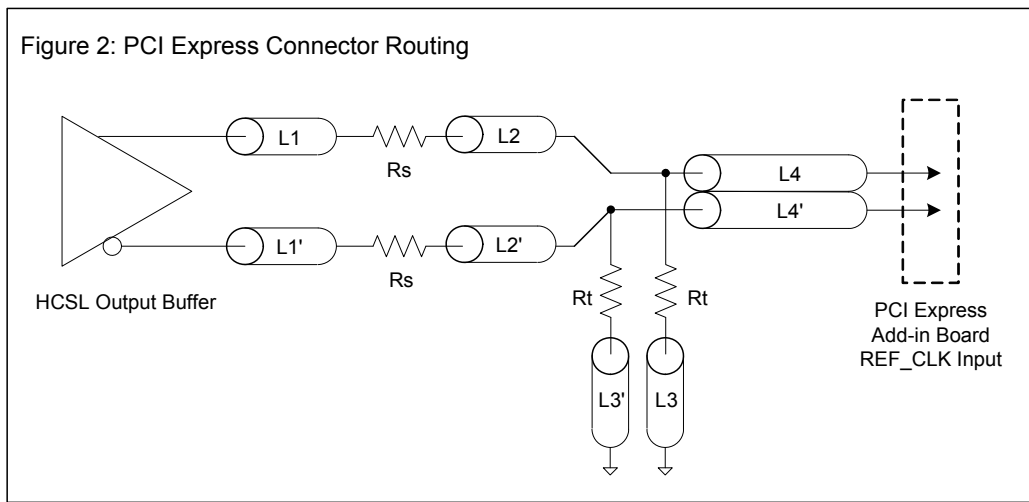 Figure 2: PCI Express Connector Routing
L1
Rs
L2
L4
L4'
L1'
Rs
L2'
HCSL Output Buffer
Rt
Rt
L3'
L3
PCI Express
Add-in Board
REF_CLK Input